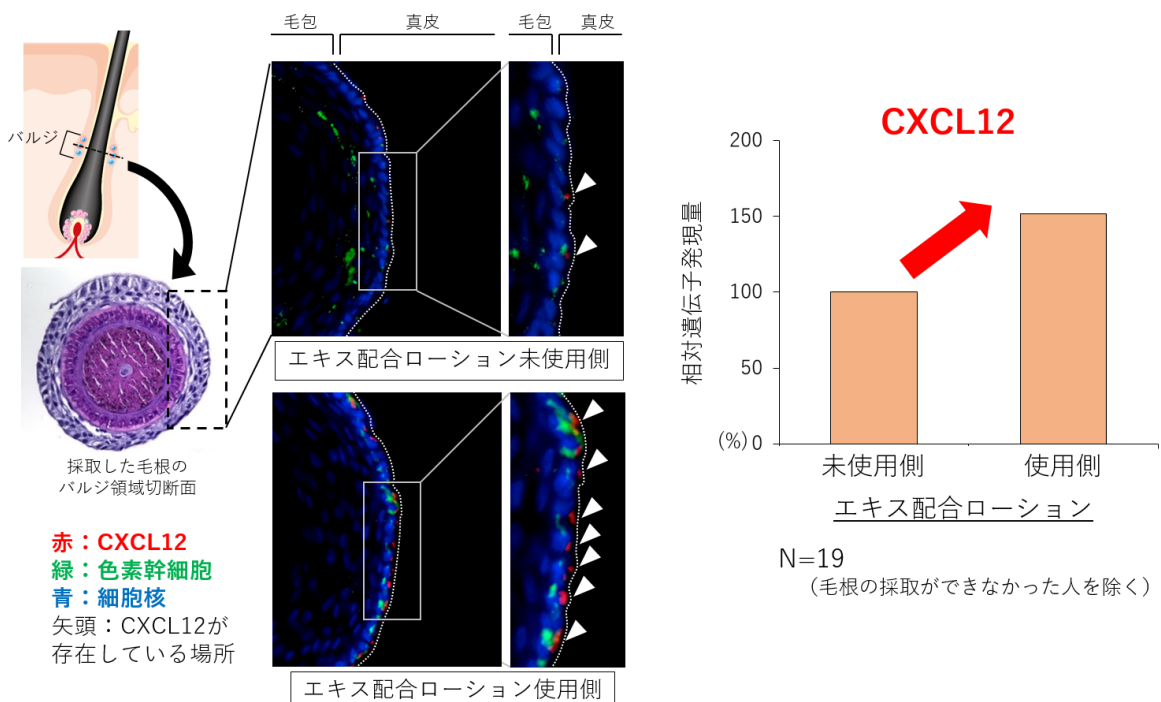 毛包
真皮
毛包
真皮
バルジ
エキス配合ローション未使用側
採取した毛根の
バルジ領域切断面
赤：CXCL12
緑：色素幹細胞
青：細胞核
矢頭：CXCL12が
存在している場所
エキス配合ローション使用側
CXCL12
相対遺伝子発現量
200
150
100
50
(%) 0
未使用側
使用側
エキス配合ローション
N=19
（毛根の採取ができなかった人を除く）